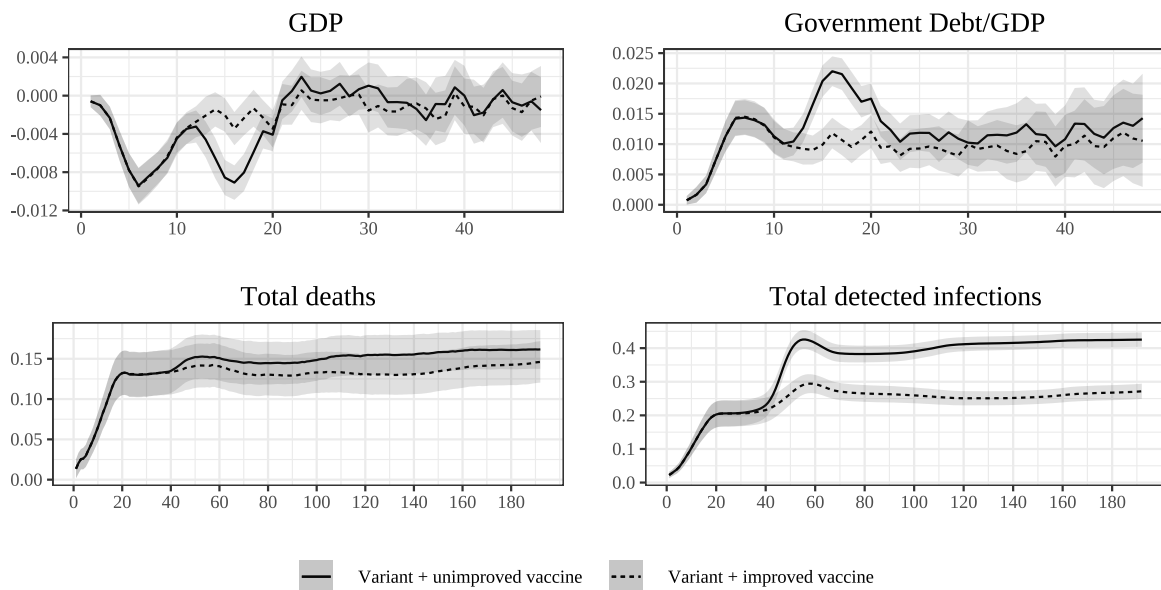 GDP
0.004
0.000
-0.004
-0.008
-0.012
0 10 20 30 40
Government Debt/GDP
0.025
0.020
0.015
0.010
0.005
0.000
0 10 20 30 40
Total deaths
0.15
0.10
0.05
0.00
0 20 40 60 80 100 120 140 160 180
Total detected infections
0.4
0.3
0.2
0.1
0.0
0 20 40 60 80 100 120 140 160 180
Variant + unimproved vaccine Variant + improved vaccine